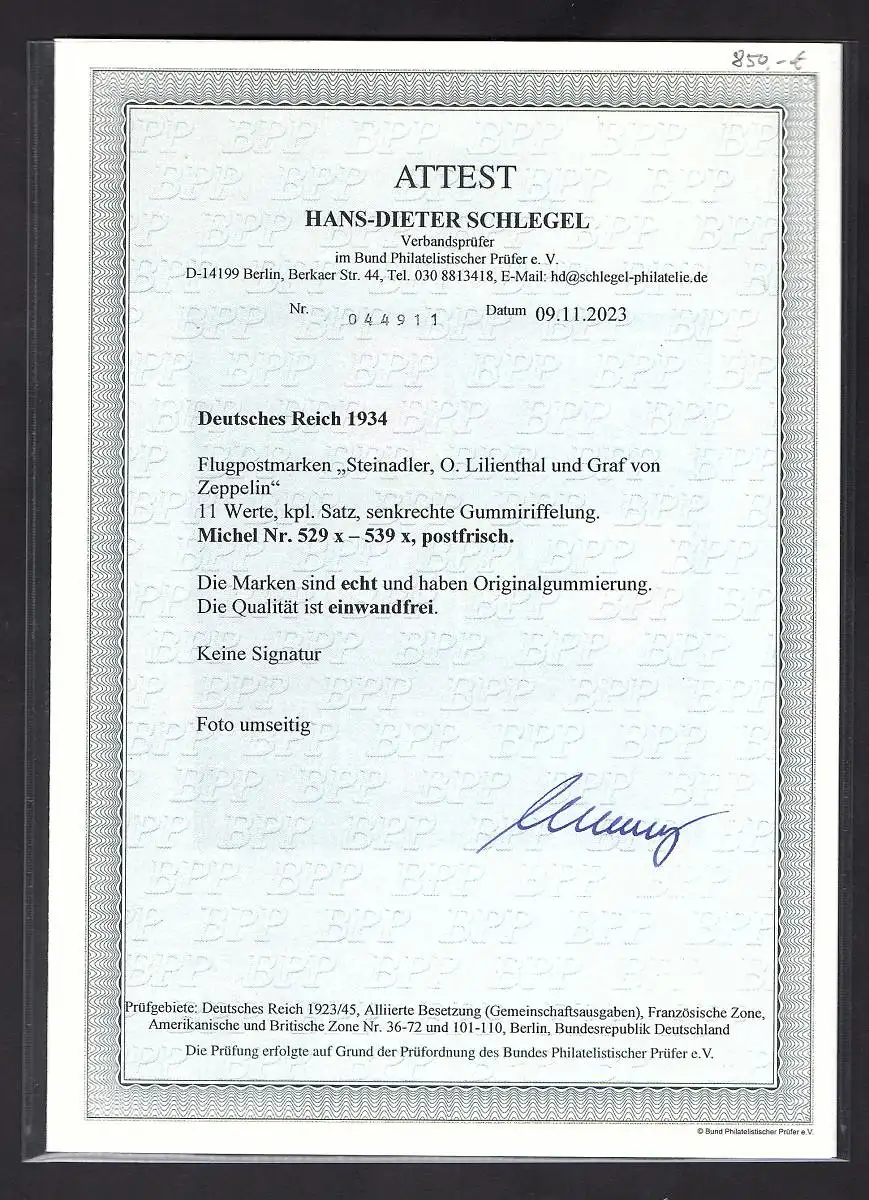 850,-€
ATTEST
HANS-DIETER SCHLEGEL
Verbandsprüfer
im Bund Philatelistischer Prüfer e. V.
D-14199 Berlin, Berkaer Str. 44, Tel. 030 8813418, E-Mail: hd@schlegel-philatelie.de
Nr. 044911 Datum 09.11.2023
Deutsches Reich 1934
Flugpostmarken „Steinadler, O. Lilienthal und Graf von
Zeppelin“
11 Werte, kpl. Satz, senkrechte Gummiriffelung.
Michel Nr. 529 x – 539 x, postfrisch.
Die Marken sind echt und haben Originalgummierung.
Die Qualität ist einwandfrei.
Keine Signatur
Foto umseitig
Prüfgebiete: Deutsches Reich 1923/45, Alliierte Besetzung (Gemeinschaftsausgaben), Französische Zone,
Amerikanische und Britische Zone Nr. 36-72 und 101-110, Berlin, Bundesrepublik Deutschland
Die Prüfung erfolgte auf Grund der Prüfordnung des Bundes Philatelistischer Prüfer e.V.
© Bund Philatelistischer Prüfer e.V.